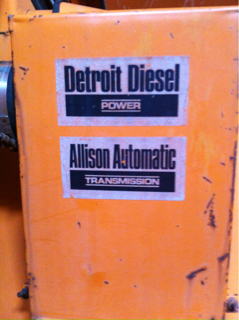 Detroit Diesel
POWER
Allison Automatic
TRANSMISSION